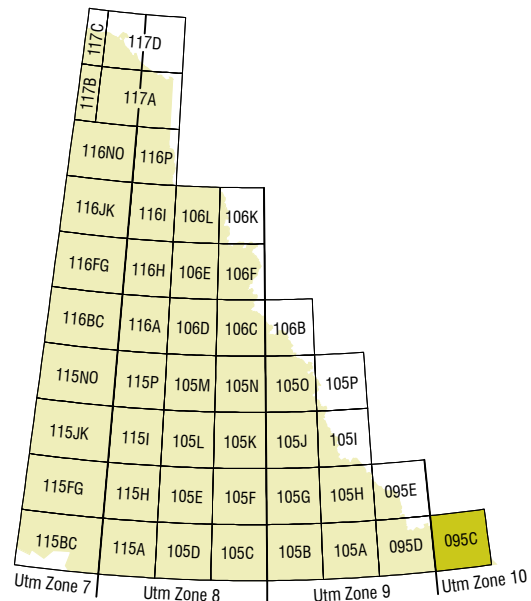 117C 117D
117B 117A
116NO 116P
116JK 116I 106L 106K
116FG 116H 106E 106F
116BC 116A 106D 106C 106B
115NO 115P 105M 105N 105O 105P
115JK 115I 105L 105K 105J 105I
115FG 115H 105E 105F 105G 105H 095E
115BC 115A 105D 105C 105B 105A 095D 095C
Utm Zone 7 Utm Zone 8 Utm Zone 9 Utm Zone 10